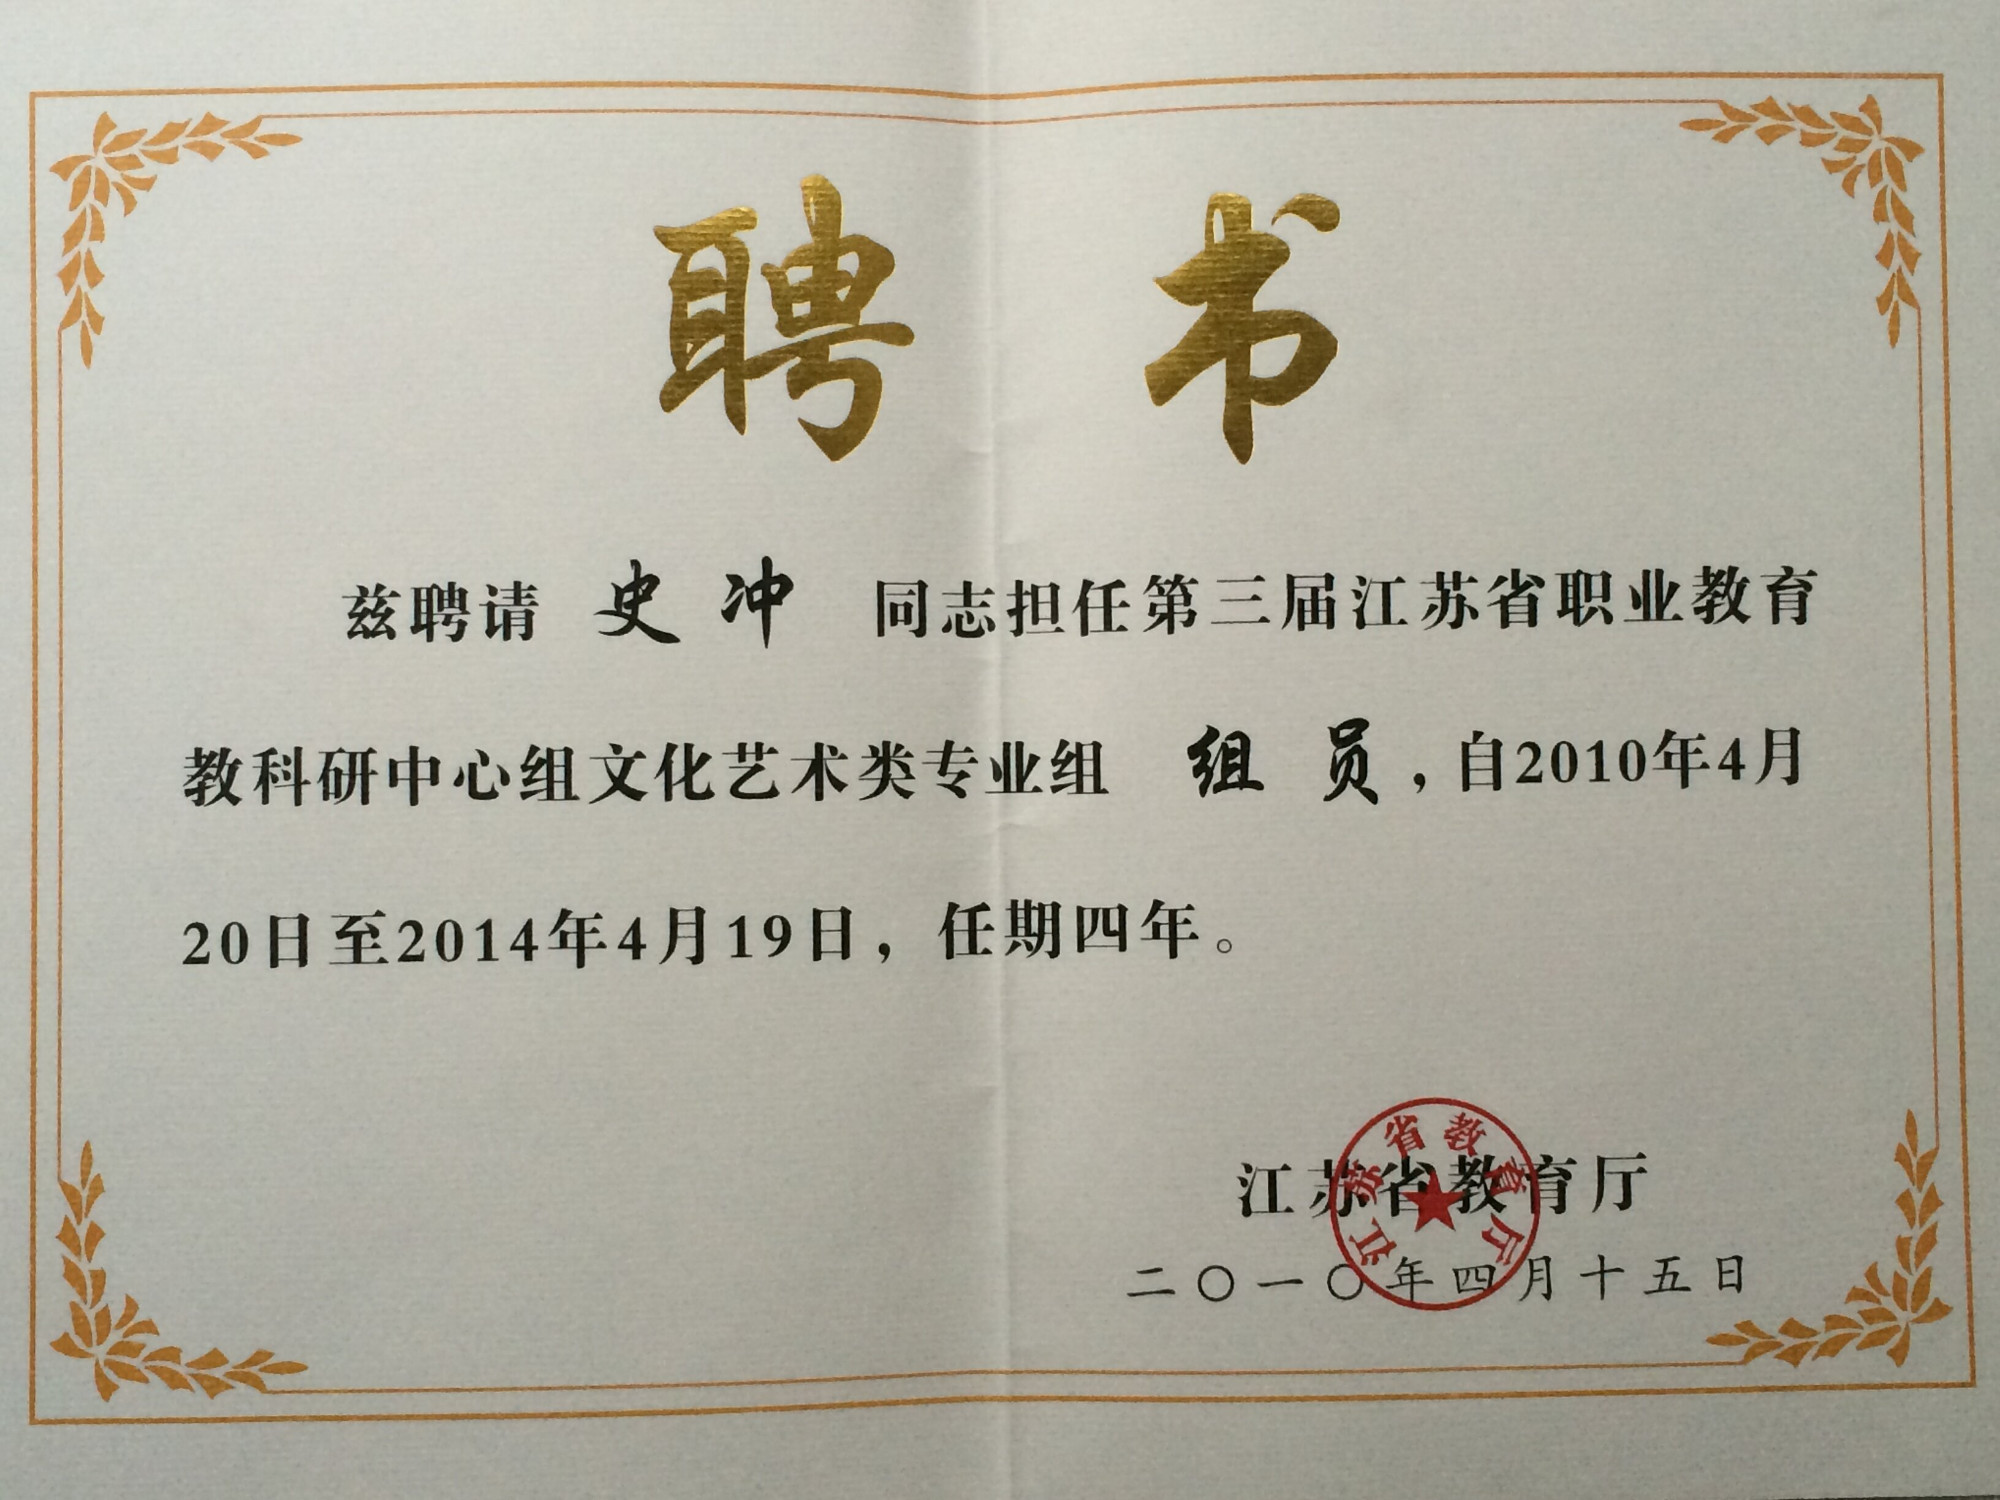 聘书
兹聘请 史冲 同志担任第三届江苏省职业教育
教科研中心组文化艺术类专业组 组员，自2010年4月
20日至2014年4月19日，任期四年。
江苏省教育厅
江苏省教育厅
二〇一〇年四月十五日